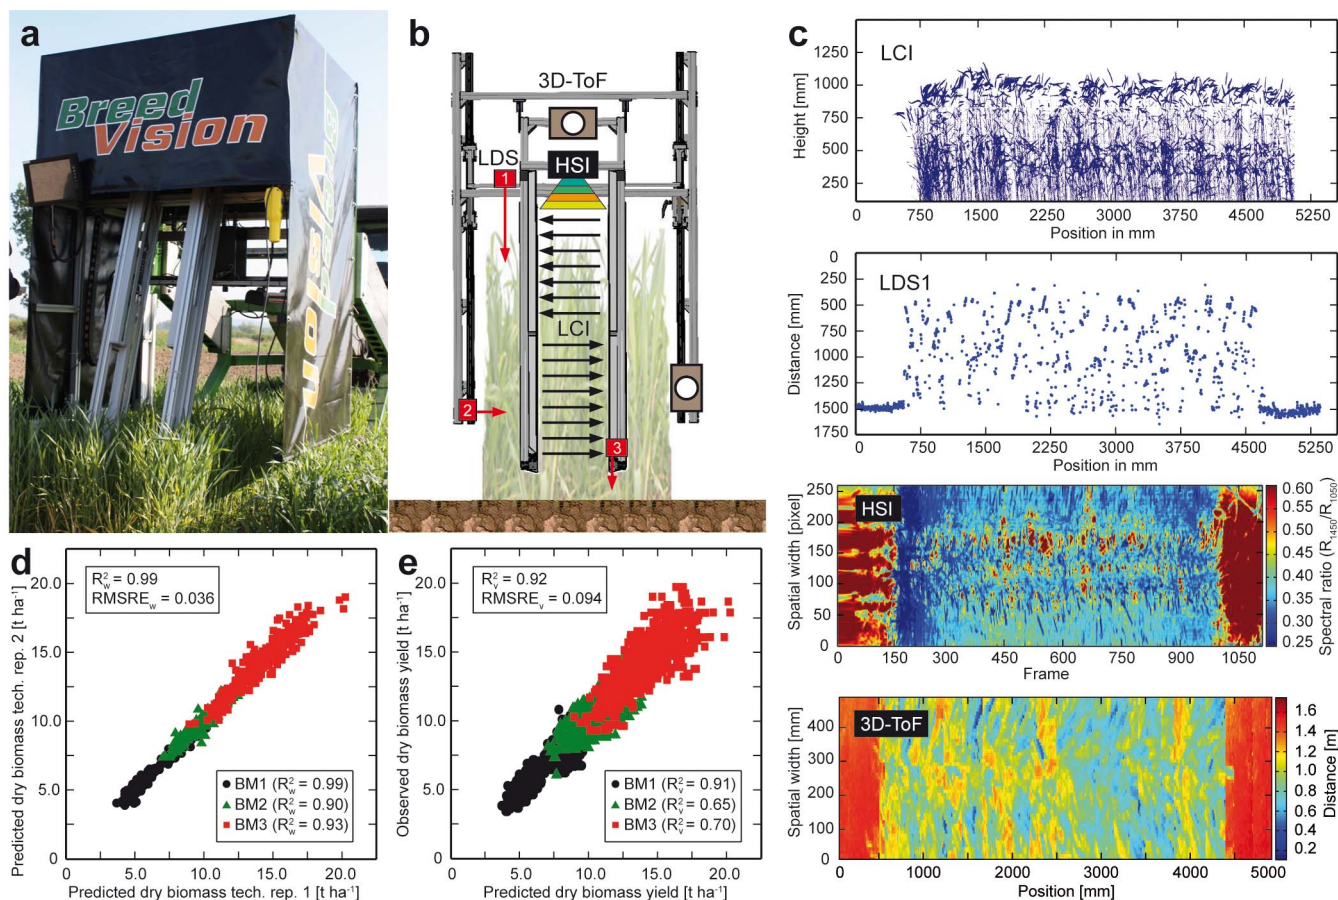 a
Breed
Vision
Vision
b
3D-ToF
LDS
1
HSI
LCI
2
3
c
LCI
Height [mm]
1250
1000
750
500
250
0 750 1500 2250 3000 3750 4500 5250
Position in mm
LDS1
Distance [mm]
0
250
500
750
1000
1250
1500
1750
0 750 1500 2250 3000 3750 4500 5250
Position in mm
HSI
Spatial width [pixel]
250
200
150
100
50
0
0 150 300 450 600 750 900 1050
Frame
0.60
0.55
0.50
0.45
0.40
0.35
0.30
0.25
Spectral ratio (R1450/R1050)
3D-ToF
Spatial width [mm]
400
300
200
100
0
0 1000 2000 3000 4000 5000
Position [mm]
1.6
1.4
1.2
1.0
0.8
0.6
0.4
0.2
Distance [m]
d
R²w = 0.99
RMSREw = 0.036
Predicted dry biomass tech. rep. 2 [t ha⁻¹]
20.0
15.0
10.0
5.0
0.0
BM1 (R²w = 0.99)
BM2 (R²w = 0.90)
BM3 (R²w = 0.93)
0.0 5.0 10.0 15.0 20.0
Predicted dry biomass tech. rep. 1 [t ha⁻¹]
e
R²v = 0.92
RMSREv = 0.094
Observed dry biomass yield [t ha⁻¹]
20.0
15.0
10.0
5.0
0.0
BM1 (R²v = 0.91)
BM2 (R²v = 0.65)
BM3 (R²v = 0.70)
0.0 5.0 10.0 15.0 20.0
Predicted dry biomass yield [t ha⁻¹]